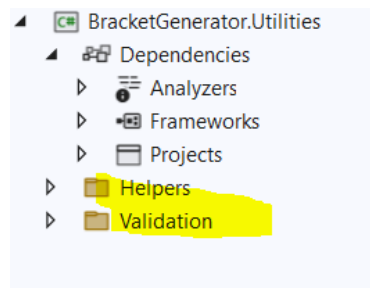 C# BracketGenerator.Utilities
Dependencies
Analyzers
Frameworks
Projects
Helpers
Validation